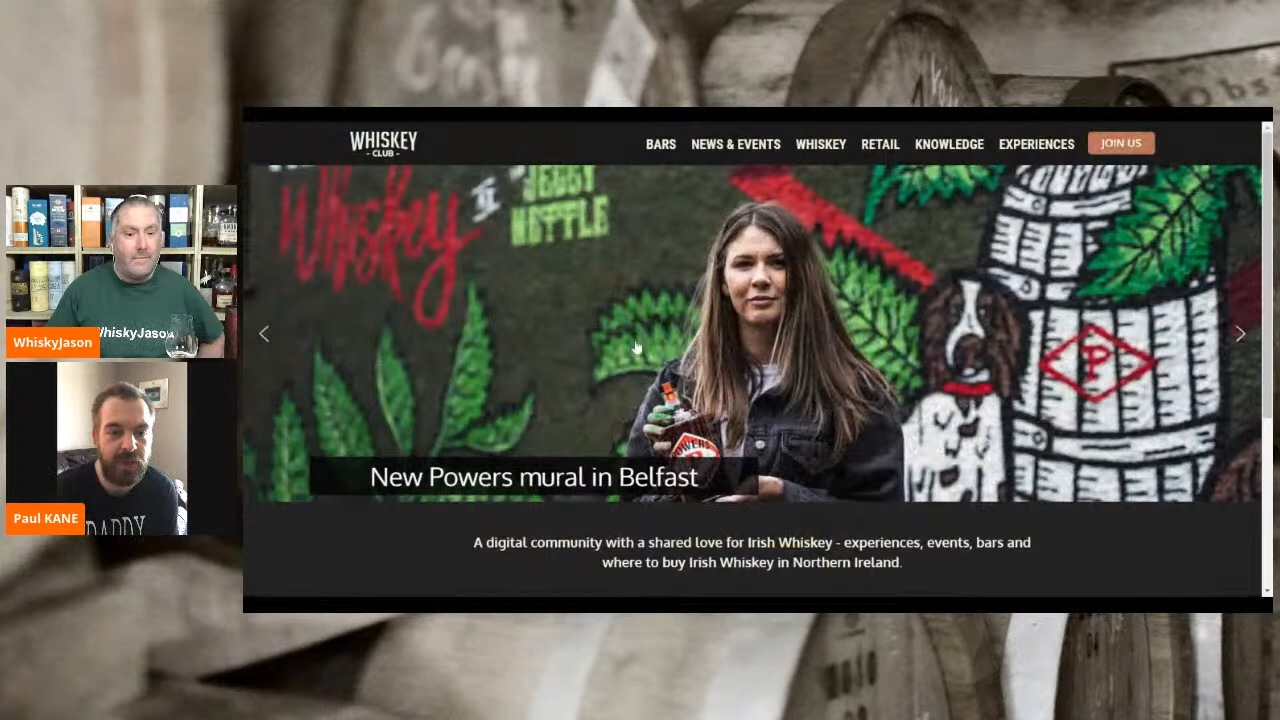 WHISKEY
- CLUB -
BARS NEWS & EVENTS WHISKEY RETAIL KNOWLEDGE EXPERIENCES JOIN US
Whiskey
NETTLE
POWERS
P
New Powers mural in Belfast
A digital community with a shared love for Irish Whiskey - experiences, events, bars and
where to buy Irish Whiskey in Northern Ireland.
WhiskyJason
WhiskyJason
Paul KANE
DADDY